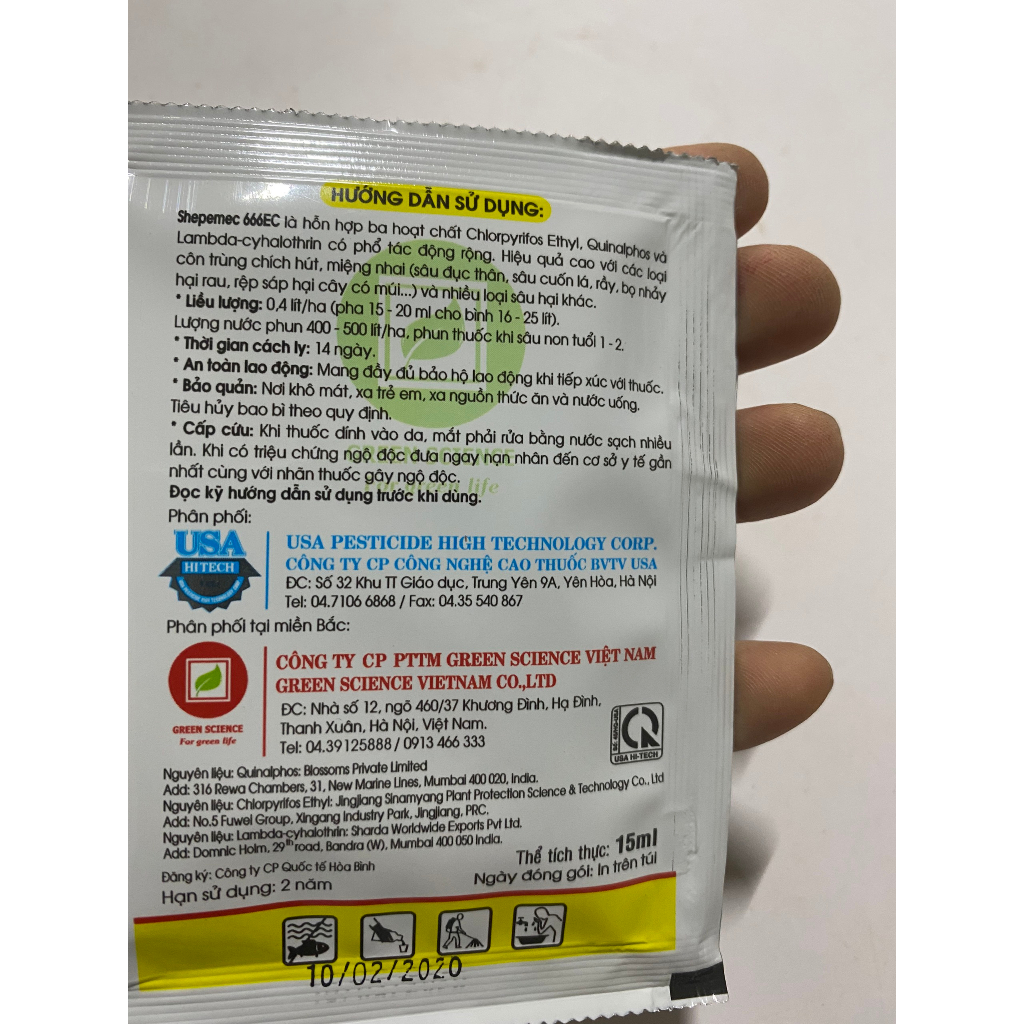 HƯỚNG DẪN SỬ DỤNG:
Shepemec 666EC là hỗn hợp ba hoạt chất Chlorpyrifos Ethyl, Quinalphos và
Lambda-cyhalothrin có phổ tác động rộng. Hiệu quả cao với các loại
côn trùng chích hút, miệng nhai (sâu đục thân, sâu cuốn lá, rầy, bọ nhảy
hại rau, rệp sáp hại cây có múi...) và nhiều loại sâu hại khác.
* Liều lượng: 0,4 lít/ha (pha 15 - 20 ml cho bình 16 - 25 lít).
Lượng nước phun 400 - 500 lít/ha, phun thuốc khi sâu non tuổi 1 - 2.
* Thời gian cách ly: 14 ngày.
* An toàn lao động: Mang đầy đủ bảo hộ lao động khi tiếp xúc với thuốc.
* Bảo quản: Nơi khô mát, xa trẻ em, xa nguồn thức ăn và nước uống.
Tiêu hủy bao bì theo quy định.
* Cấp cứu: Khi thuốc dính vào da, mắt phải rửa bằng nước sạch nhiều
lần. Khi có triệu chứng ngộ độc đưa ngay nạn nhân đến cơ sở y tế gần
nhất cùng với nhãn thuốc gây ngộ độc.
Đọc kỹ hướng dẫn sử dụng trước khi dùng.
GREEN SCIENCE
For green life
Phân phối:
USA
HI TECH
USA PESTICIDE HIGH TECHNOLOGY CORP.
CÔNG TY CP CÔNG NGHỆ CAO THUỐC BVTV USA
ĐC: Số 32 Khu TT Giáo dục, Trung Yên 9A, Yên Hòa, Hà Nội
Tel: 04.7106 6868 / Fax: 04.35 540 867
Phân phối tại miền Bắc:
GREEN SCIENCE
For green life
CÔNG TY CP PTTM GREEN SCIENCE VIỆT NAM
GREEN SCIENCE VIETNAM CO.,LTD
ĐC: Nhà số 12, ngõ 460/37 Khương Đình, Hạ Đình,
Thanh Xuân, Hà Nội, Việt Nam.
Tel: 04.39125888 / 0913 466 333
USA HI-TECH
Nguyên liệu: Quinalphos: Blossoms Private Limited
Add: 316 Rewa Chambers, 31, New Marine Lines, Mumbai 400 020, India.
Nguyên liệu: Chlorpyrifos Ethyl: Jingjiang Sinamyang Plant Protection Science & Technology Co., Ltd
Add: No.5 Fuwei Group, Xingang Industry Park, Jingjiang, PRC.
Nguyên liệu: Lambda-cyhalothrin: Sharda Worldwide Exports Pvt Ltd.
Add: Domnic Holm, 29th road, Bandra (W), Mumbai 400 050 India.
Đăng ký: Công ty CP Quốc tế Hòa Bình
Thể tích thực: 15ml
Hạn sử dụng: 2 năm
Ngày đóng gói: In trên túi
10/02/2020